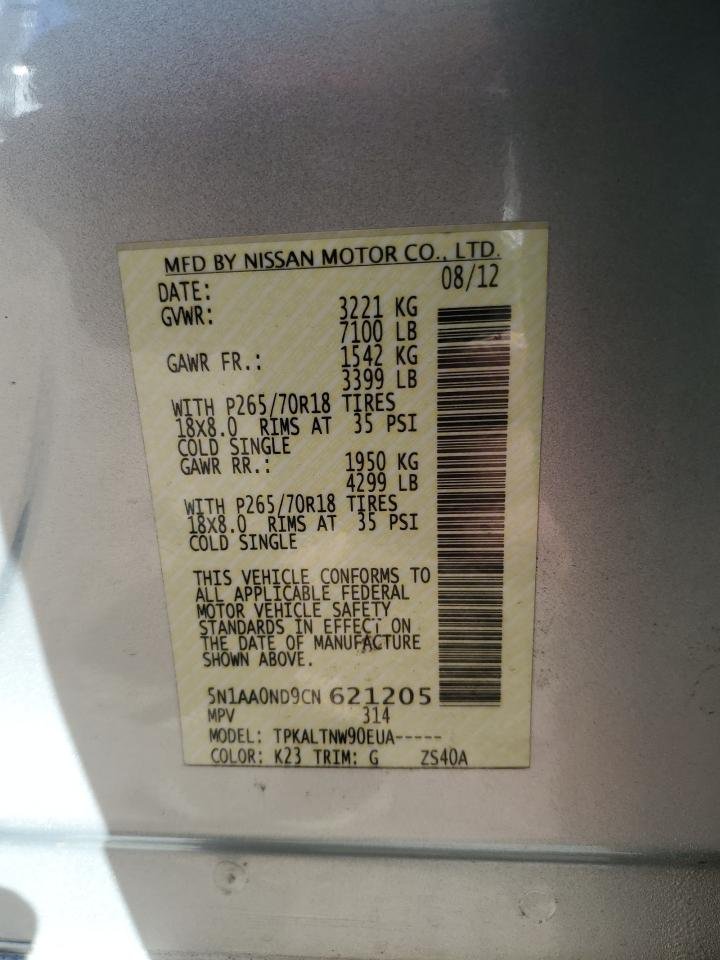 MFD BY NISSAN MOTOR CO., LTD.
DATE: 08/12
GVWR: 3221 KG
7100 LB
GAWR FR.: 1542 KG
3399 LB
WITH P265/70R18 TIRES
18X8.0 RIMS AT 35 PSI
COLD SINGLE
GAWR RR.: 1950 KG
4299 LB
WITH P265/70R18 TIRES
18X8.0 RIMS AT 35 PSI
COLD SINGLE
THIS VEHICLE CONFORMS TO
ALL APPLICABLE FEDERAL
MOTOR VEHICLE SAFETY
STANDARDS IN EFFECT ON
THE DATE OF MANUFACTURE
SHOWN ABOVE.
5N1AA0ND9CN 621205
MPV 314
MODEL: TPKALTNW90EUA-----
COLOR: K23 TRIM: G ZS40A